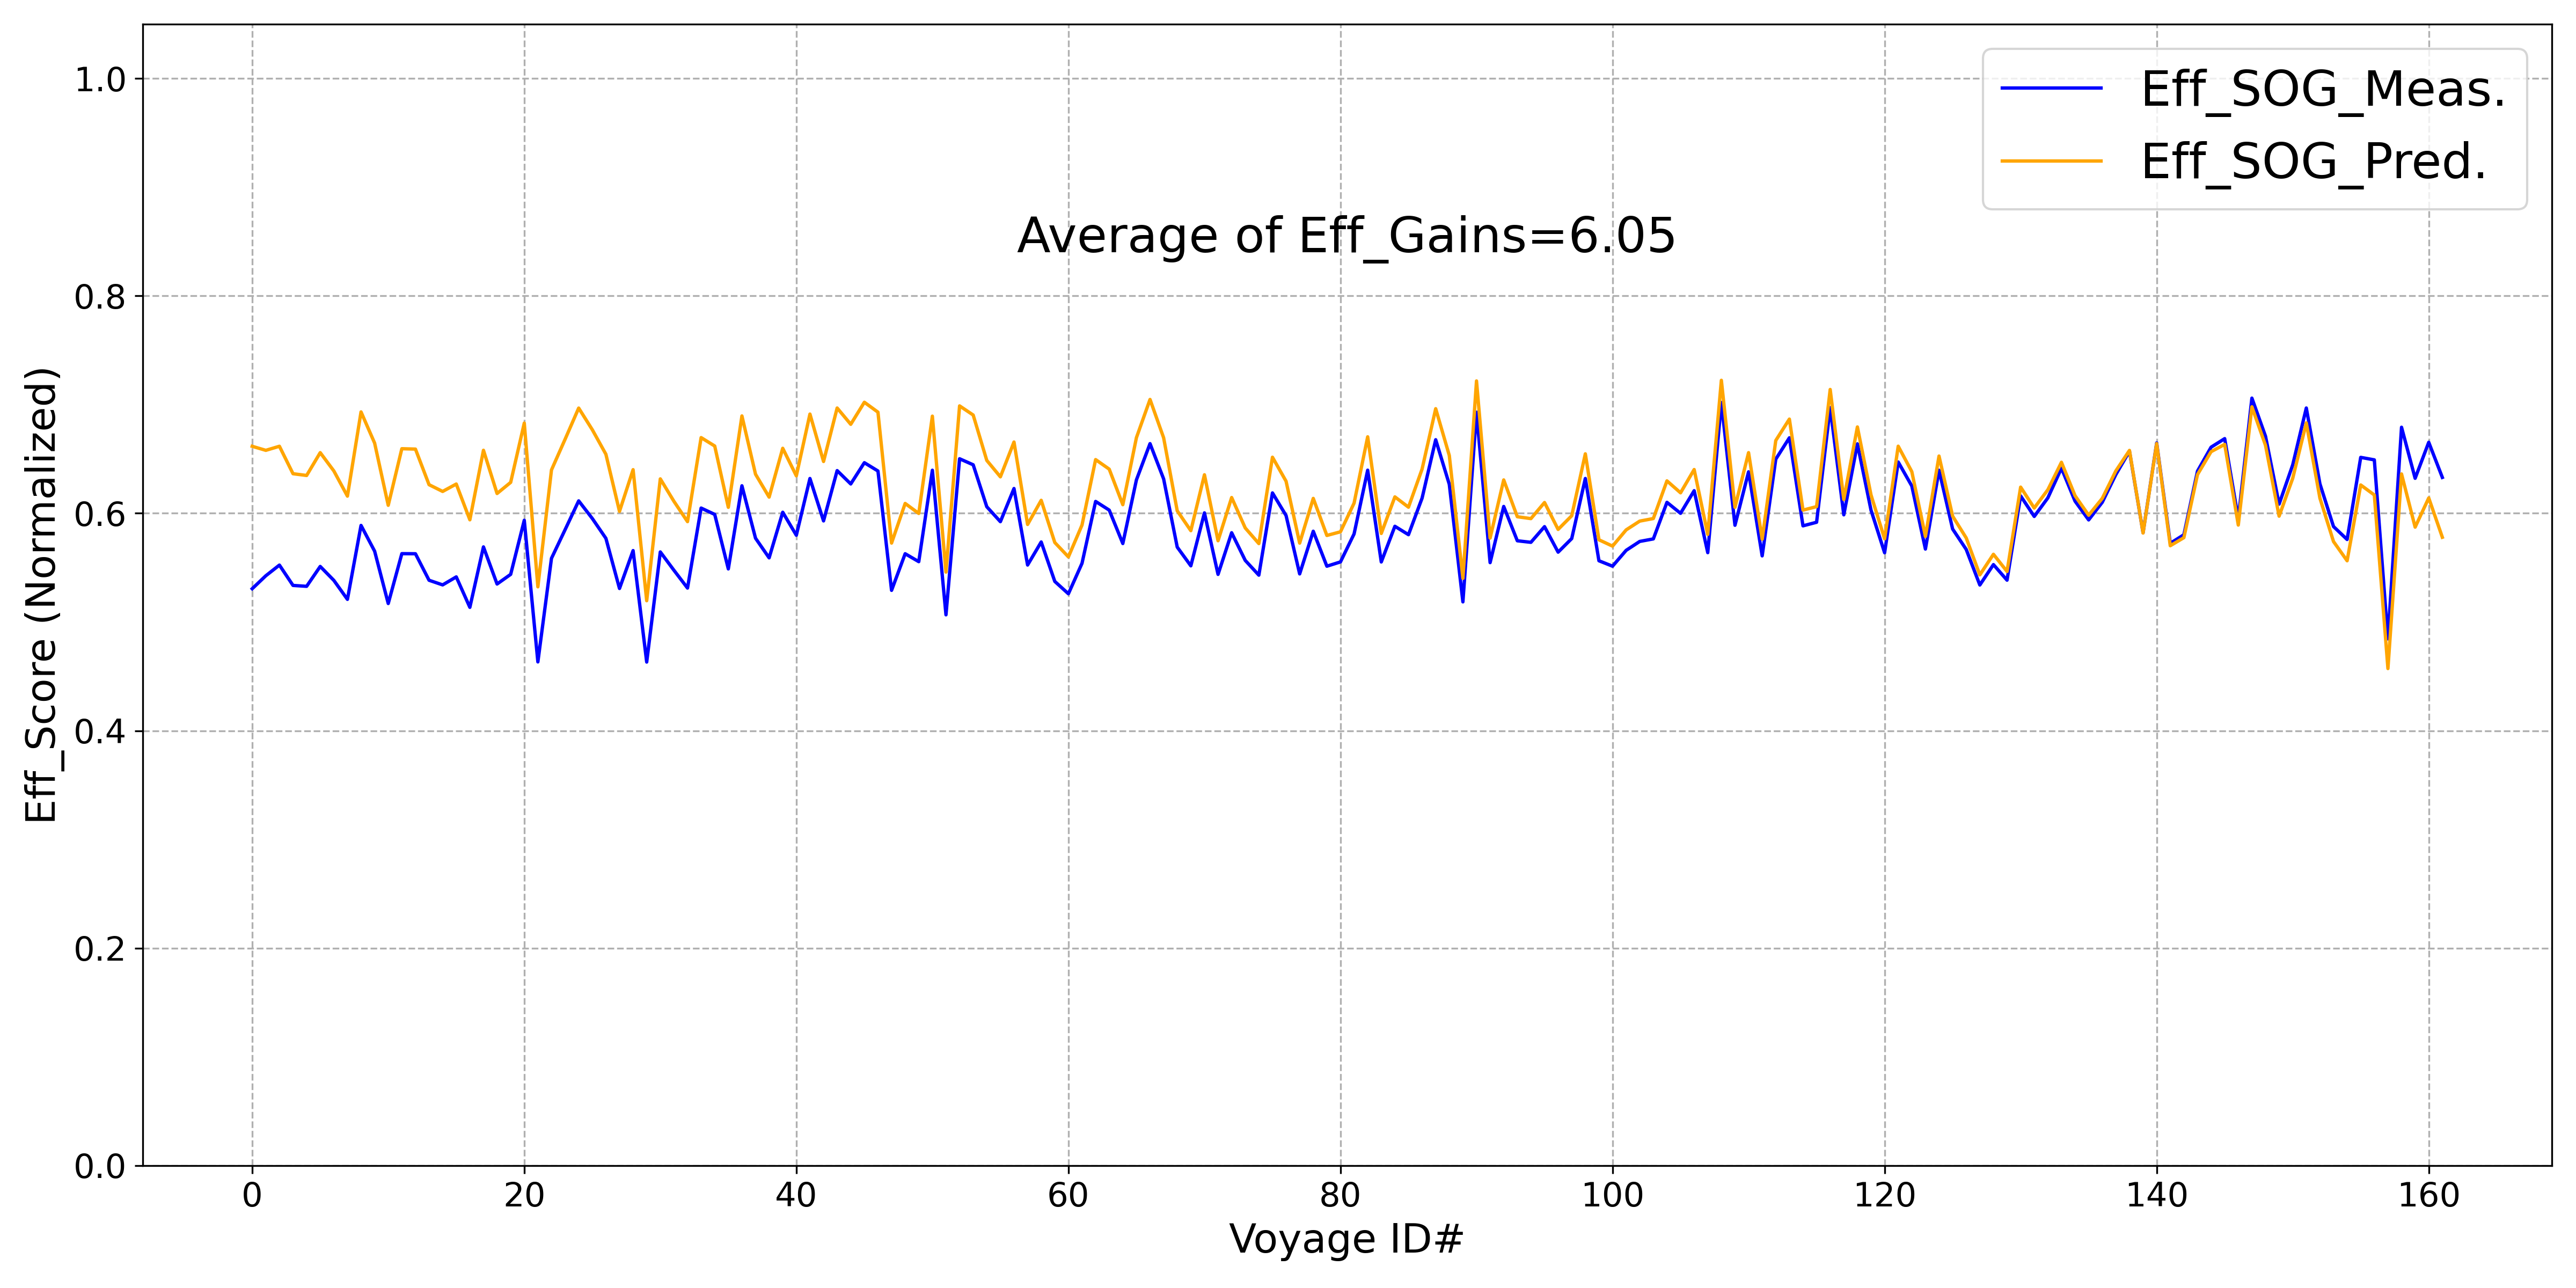 Eff_SOG_Meas.
Eff_SOG_Pred.
Average of Eff_Gains=6.05
Eff_Score (Normalized)
1.0
0.8
0.6
0.4
0.2
0.0
0 20 40 60 80 100 120 140 160
Voyage ID#